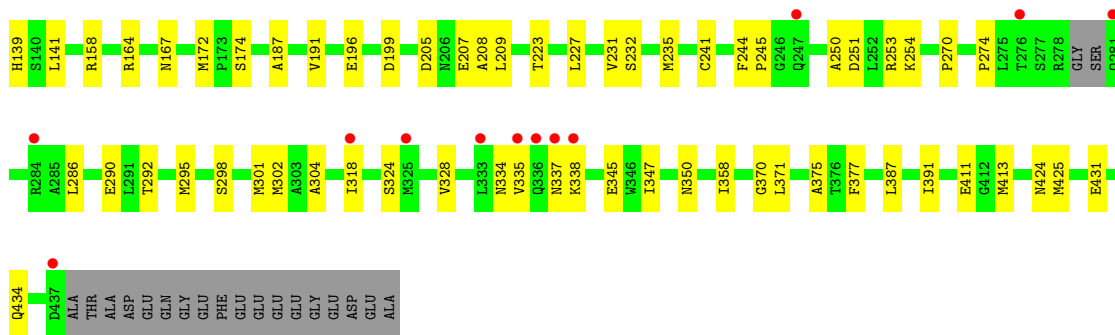 H139 S140 L141 R158 R164 N167 M172 P173 S174 A187 V191 E196 D199 D205 N206 E207 A208 L209 T223 L227 V231 S232 M235 C241 F244 P245 G246 Q247 A250 D251 L252 R253 K254 P270 P274 L275 T276 S277 R278 GLY SER Q281
R284 A285 L286 E290 L291 T292 M295 S298 M301 M302 A303 A304 I318 S324 M325 V328 L333 N334 V335 Q336 N337 K338 E345 W346 I347 N350 I358 G370 L371 A375 T376 F377 L387 I391 E411 G412 M413 N424 M425 E431
Q434 D437 ALA THR ALA ASP GLU GLN GLY GLU PHE GLU GLU GLU GLU GLY GLU ASP GLU ALA